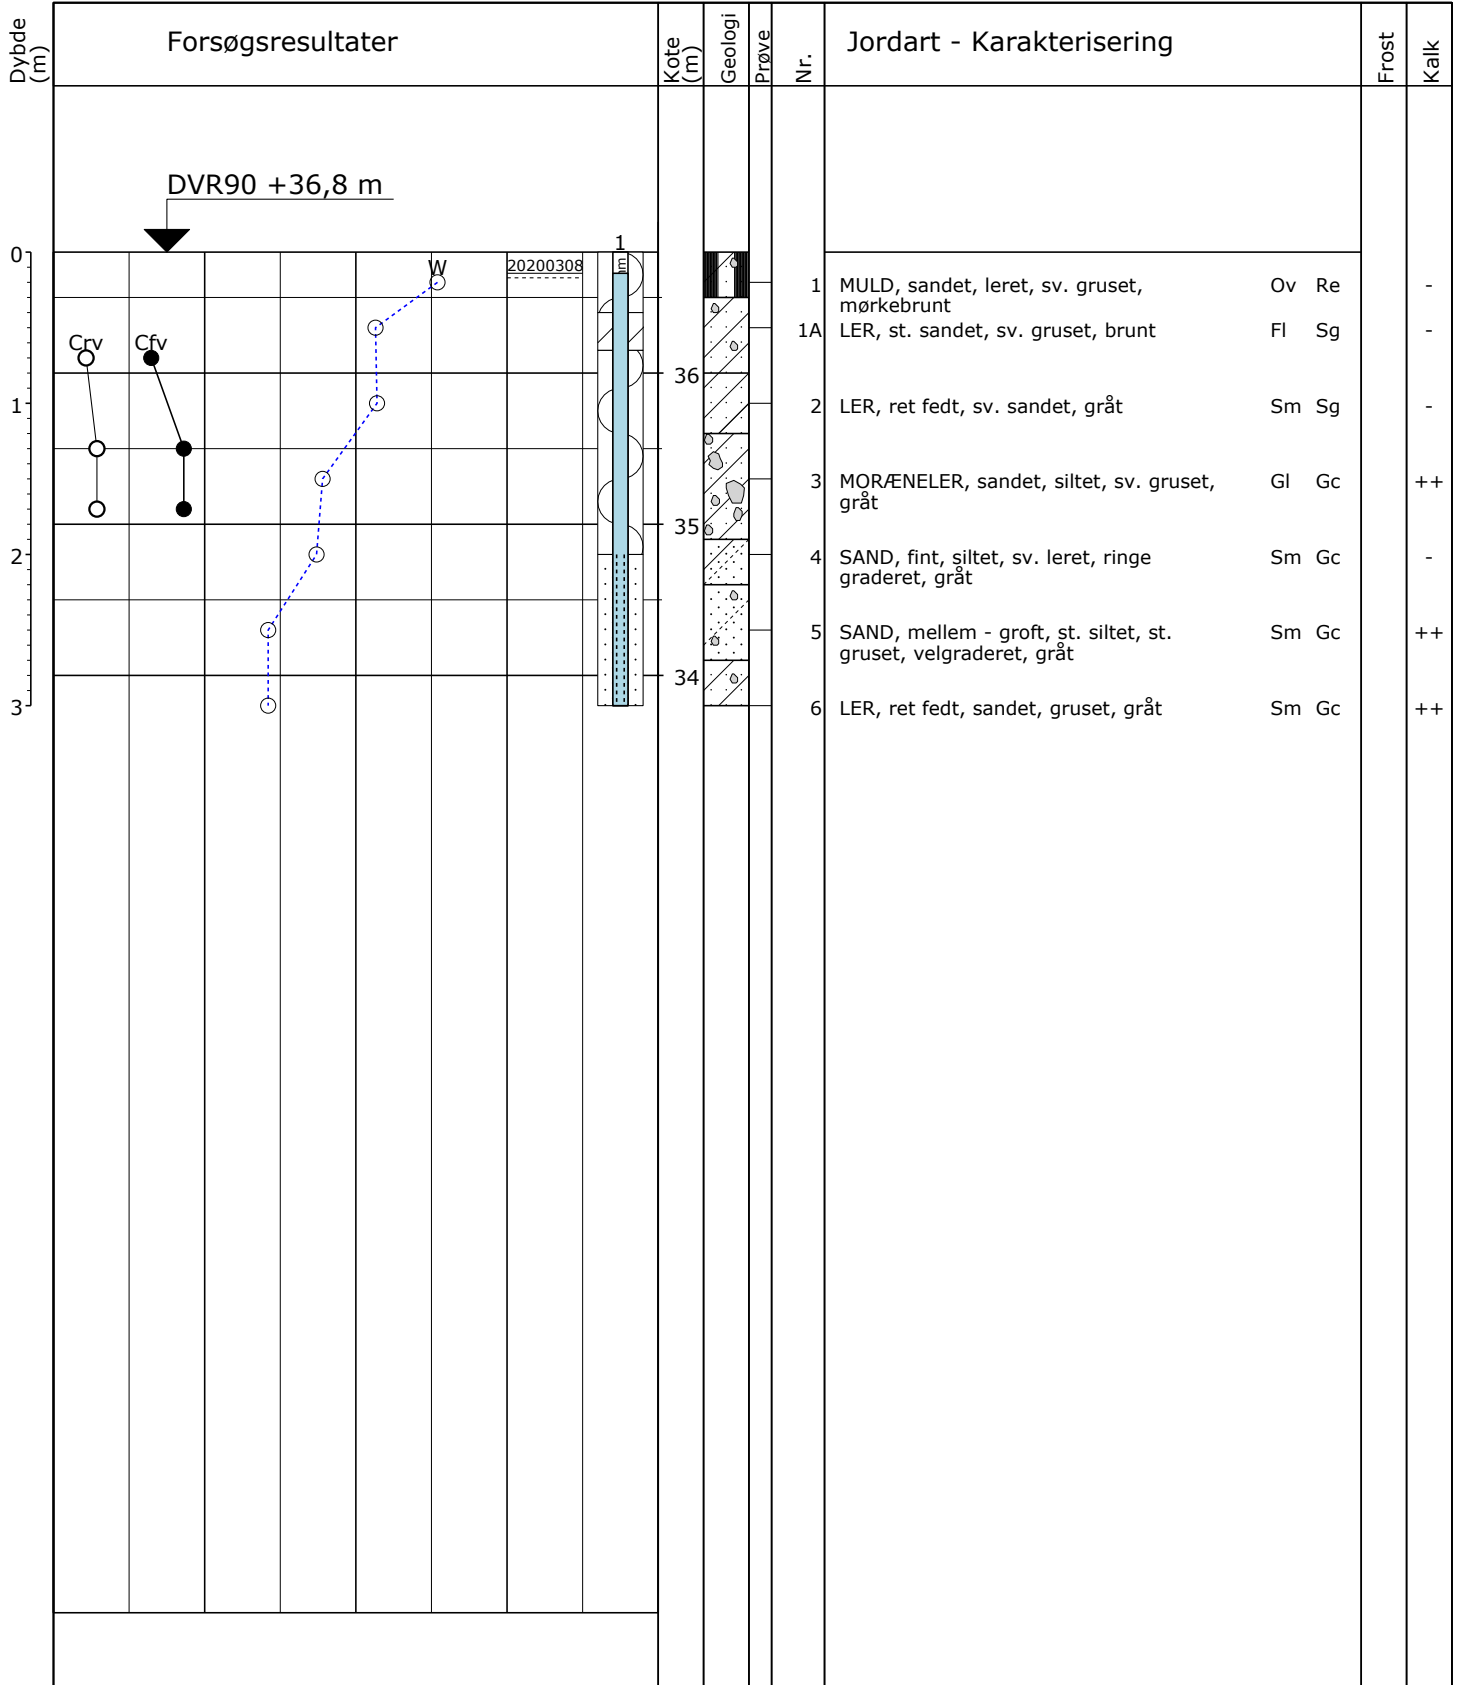 Dybde
(m)
Forsøgsresultater
Kote
(m)
Geologi
Prøve
Nr.
Jordart - Karakterisering
Frost
Kalk
DVR90 +36,8 m
0
W
20200308
1
1 MULD, sandet, leret, sv. gruset, Ov Re -
mørkebrunt
1A LER, st. sandet, sv. gruset, brunt Fl Sg -
Crv Cfv
36
1
2 LER, ret fedt, sv. sandet, gråt Sm Sg -
3 MORÆNELER, sandet, siltet, sv. gruset, Gl Gc ++
gråt
35
2
4 SAND, fint, siltet, sv. leret, ringe Sm Gc -
graderet, gråt
5 SAND, mellem - groft, st. siltet, st. Sm Gc ++
gruset, velgraderet, gråt
34
3
6 LER, ret fedt, sandet, gruset, gråt Sm Gc ++